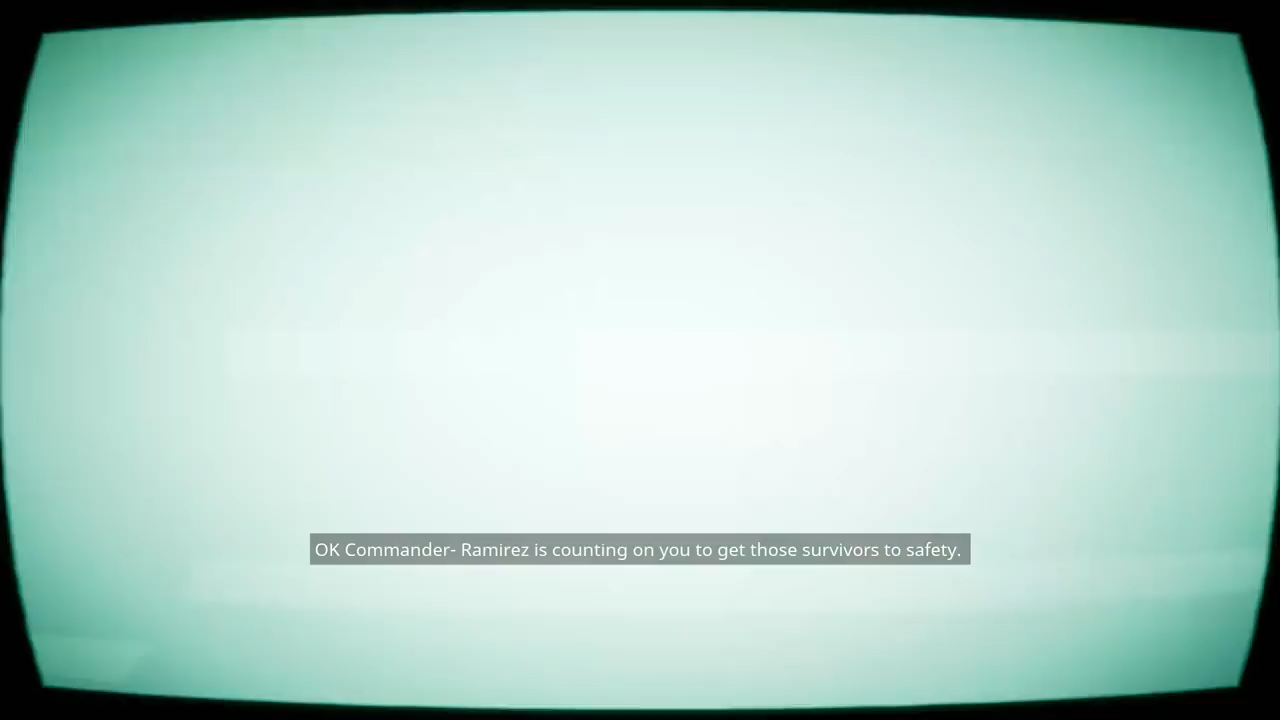 OK Commander- Ramirez is counting on you to get those survivors to safety.